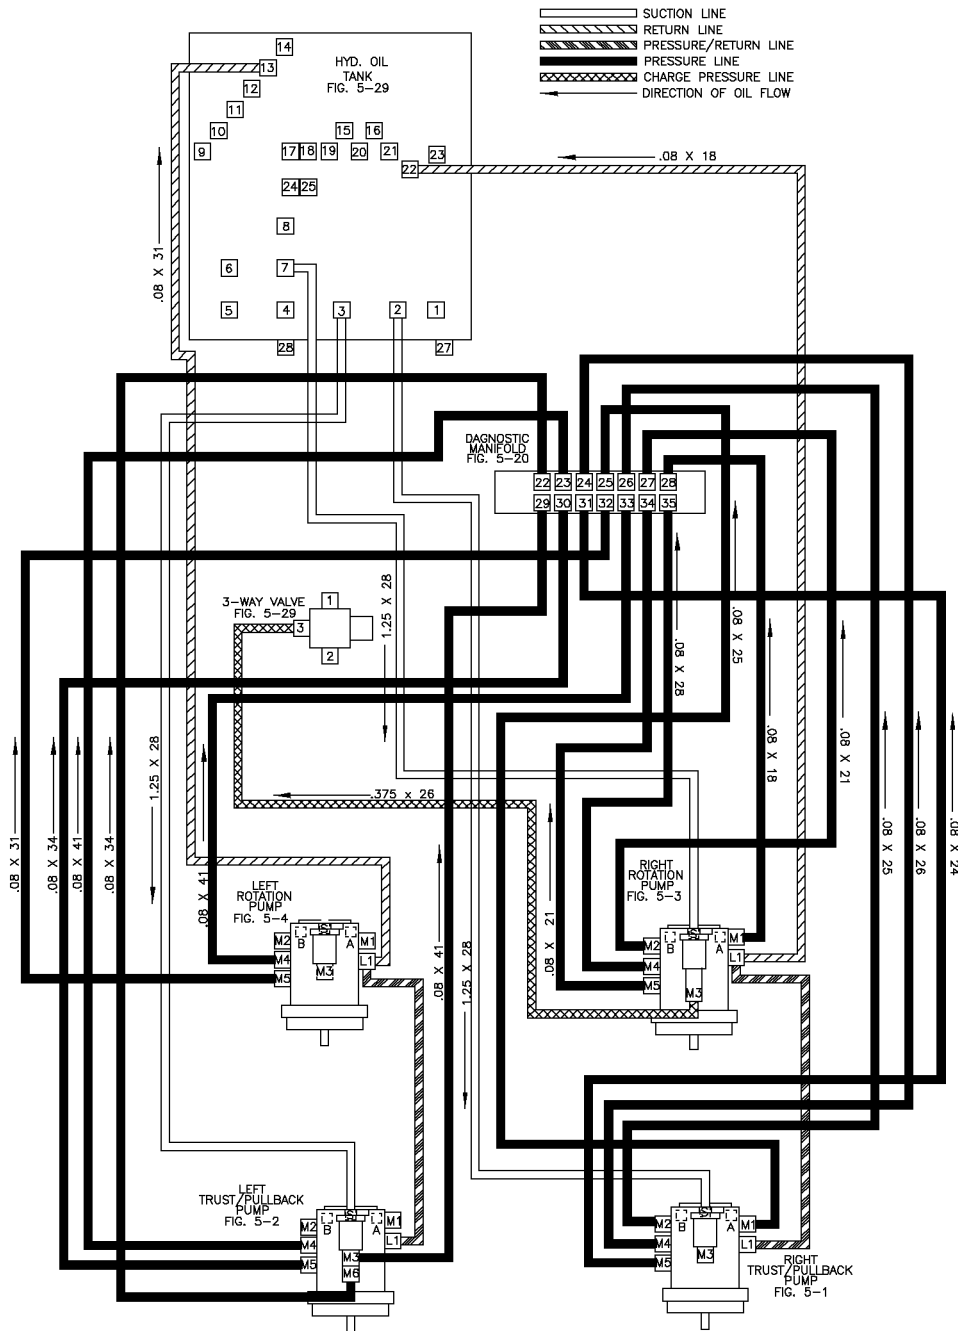 SUCTION LINE
RETURN LINE
PRESSURE/RETURN LINE
PRESSURE LINE
CHARGE PRESSURE LINE
DIRECTION OF OIL FLOW
HYD. OIL
TANK
FIG. 5-29
14
13
12
11
10
9
15
16
17
18
19
20
21
22
23
24
25
8
6
7
5
4
3
2
1
28
27
.08 X 31
.08 X 18
DAGNOSTIC
MANIFOLD
FIG. 5-20
22
23
24
25
26
27
28
29
30
31
32
33
34
35
3-WAY VALVE
FIG. 5-29
1
3
2
1.25 X 28
.08 X 28
.08 X 25
.08 X 18
.08 X 21
.08 X 25
.08 X 26
.08 X 24
.375 x 26
.08 X 31
.08 X 34
.08 X 41
.08 X 34
1.25 X 28
.08 X 41
.08 X 41
1.25 X 28
.08 X 21
LEFT
ROTATION
PUMP
FIG. 5-4
M2
M4
M5
B
S1
A
M1
L1
M3
RIGHT
ROTATION
PUMP
FIG. 5-3
M2
M4
M5
B
S1
A
M1
L1
M3
LEFT
TRUST/PULLBACK
PUMP
FIG. 5-2
M2
M4
M5
B
S1
A
M1
L1
M3
M6
M2
M4
M5
B
S1
A
M1
L1
M3
RIGHT
TRUST/PULLBACK
PUMP
FIG. 5-1